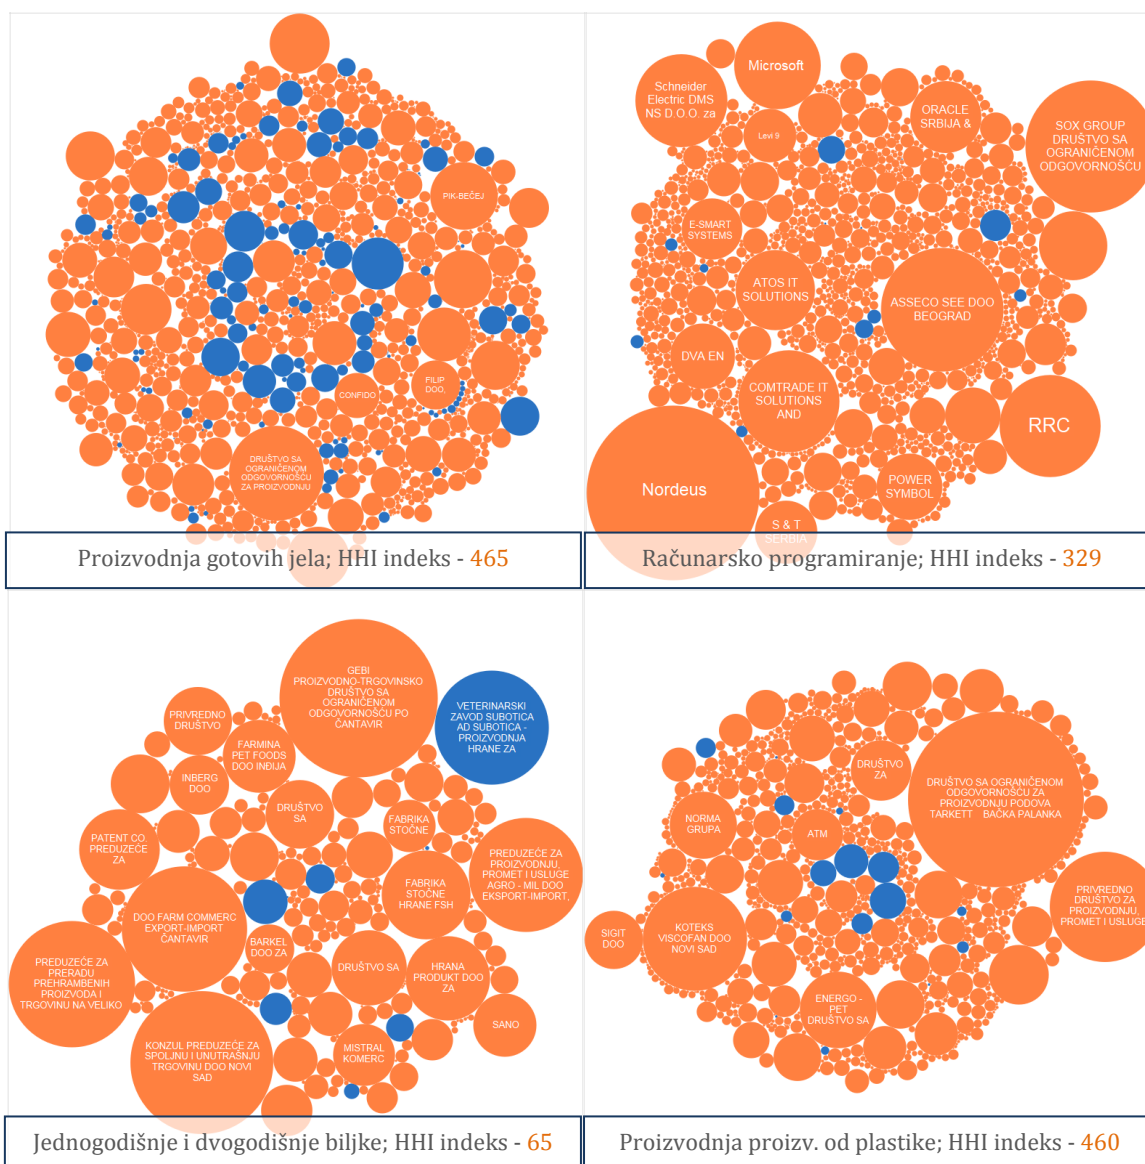 PIK-BEČEJ
FILIP
DOO,
CONFIDO
DRUŠTVO SA
OGRANIČENOM
ODGOVORNOŠĆU
ZA PROIZVODNJU
Proizvodnja gotovih jela; HHI indeks - 465
Microsoft
Schneider
Electric DMS
NS D.O.O. za
Levi 9
ORACLE
SRBIJA &
SOX GROUP
DRUŠTVO SA
OGRANIČENOM
ODGOVORNOŠĆU
E-SMART
SYSTEMS
ATOS IT
SOLUTIONS
ASSECO SEE DOO
BEOGRAD
DVA EN
COMTRADE IT
SOLUTIONS
AND
RRC
Nordeus
POWER
SYMBOL
S & T
SERBIA
Računarsko programiranje; HHI indeks - 329
GEBI
PROIZVODNO-TRGOVINSKO
DRUŠTVO SA
OGRANIČENOM
ODGOVORNOŠĆU PO
ČANTAVIR
VETERINARSKI
ZAVOD SUBOTICA
AD SUBOTICA -
PROIZVODNJA
HRANE ZA
PRIVREDNO
DRUŠTVO
FARMINA
PET FOODS
DOO INĐIJA
INBERG
DOO
DRUŠTVO
SA
FABRIKA
STOČNE
PATENT CO.
PREDUZEĆE
ZA
PREDUZEĆE ZA
PROIZVODNJU,
PROMET I USLUGE
AGRO - MIL DOO
EKSPORT-IMPORT,
FABRIKA
STOČNE
HRANE FSH
DOO FARM COMMERC
EXPORT-IMPORT
ČANTAVIR
BARKEL
DOO ZA
DRUŠTVO SA
HRANA
PRODUKT DOO
ZA
PREDUZEĆE ZA
PRERADU
PREHRAMBENIH
PROIZVODA I
TRGOVINU NA VELIKO
SANO
MISTRAL
KOMERC
KONZUL PREDUZEĆE ZA
SPOLJNU I UNUTRAŠNJU
TRGOVINU DOO NOVI
SAD
Jednogodišnje i dvogodišnje biljke; HHI indeks - 65
DRUŠTVO
ZA
DRUŠTVO SA OGRANIČENOM
ODGOVORNOŠĆU ZA
PROIZVODNJU PODOVA
TARKETT BAČKA PALANKA
NORMA
GRUPA
ATM
PRIVREDNO
DRUŠTVO ZA
PROIZVODNJU,
PROMET I USLUGE
SIGIT
DOO
KOTEKS
VISCOFAN DOO
NOVI SAD
ENERGO -
PET
DRUŠTVO SA
Proizvodnja proizv. od plastike; HHI indeks - 460